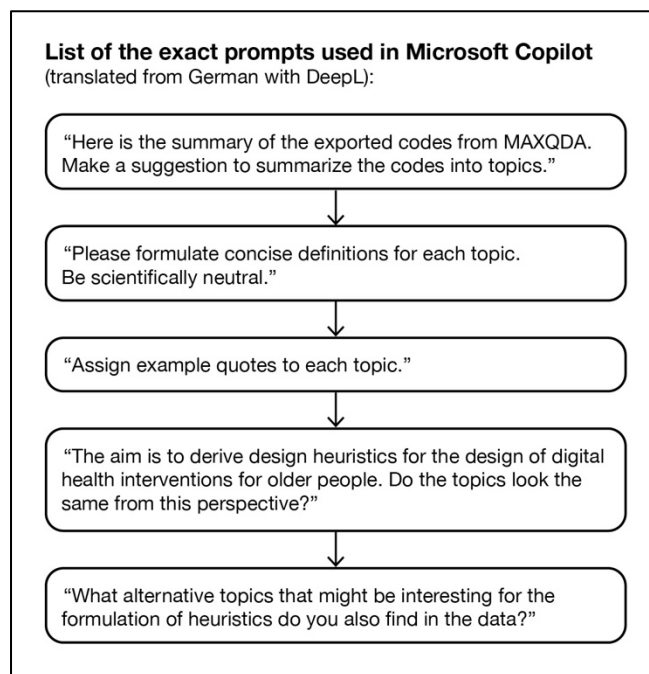 List of the exact prompts used in Microsoft Copilot
(translated from German with DeepL):
“Here is the summary of the exported codes from MAXQDA.
Make a suggestion to summarize the codes into topics.”
“Please formulate concise definitions for each topic.
Be scientifically neutral.”
“Assign example quotes to each topic.”
“The aim is to derive design heuristics for the design of digital
health interventions for older people. Do the topics look the
same from this perspective?”
“What alternative topics that might be interesting for the
formulation of heuristics do you also find in the data?”